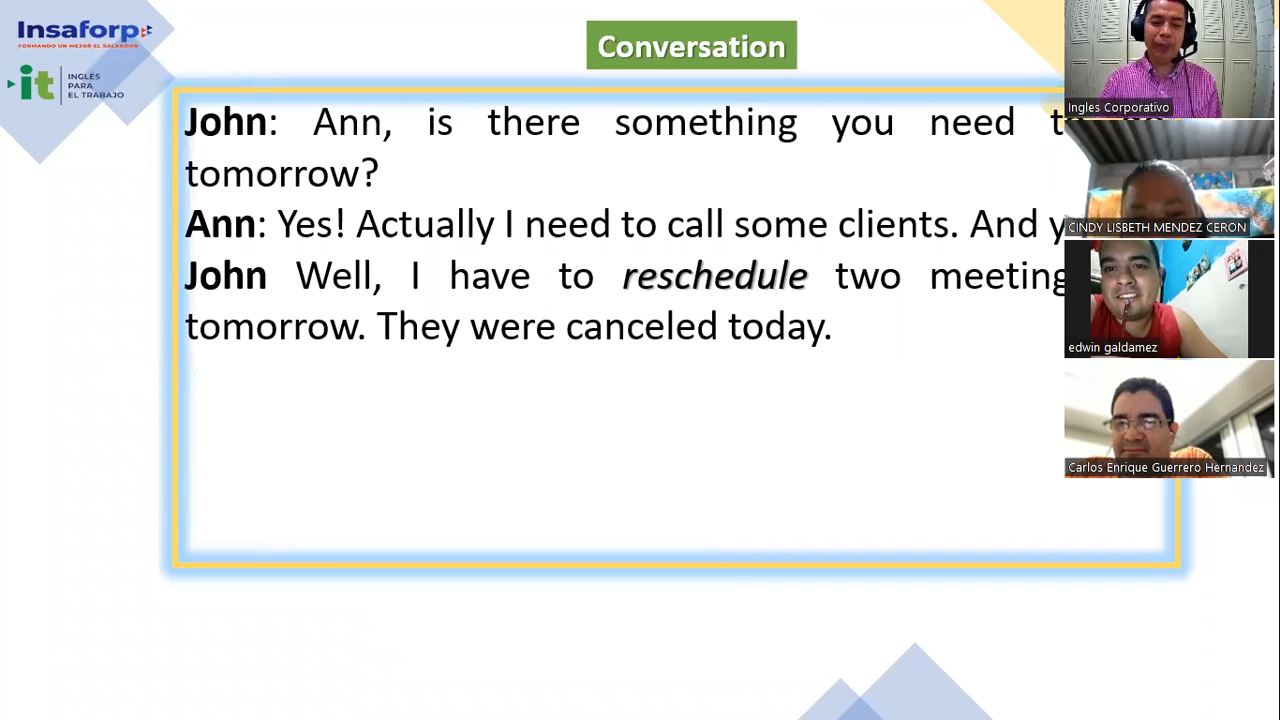 Insaforp
FORMANDO UN MEJOR EL SALVADOR
it
INGLES
PARA
EL TRABAJO
Conversation
John: Ann, is there something you need
tomorrow?
Ann: Yes! Actually I need to call some clients. And
John Well, I have to reschedule two meeting
tomorrow. They were canceled today.
Ingles Corporativo
CINDY LISBETH MENDEZ CERON
edwin galdamez
Carlos Enrique Guerrero Hernandez